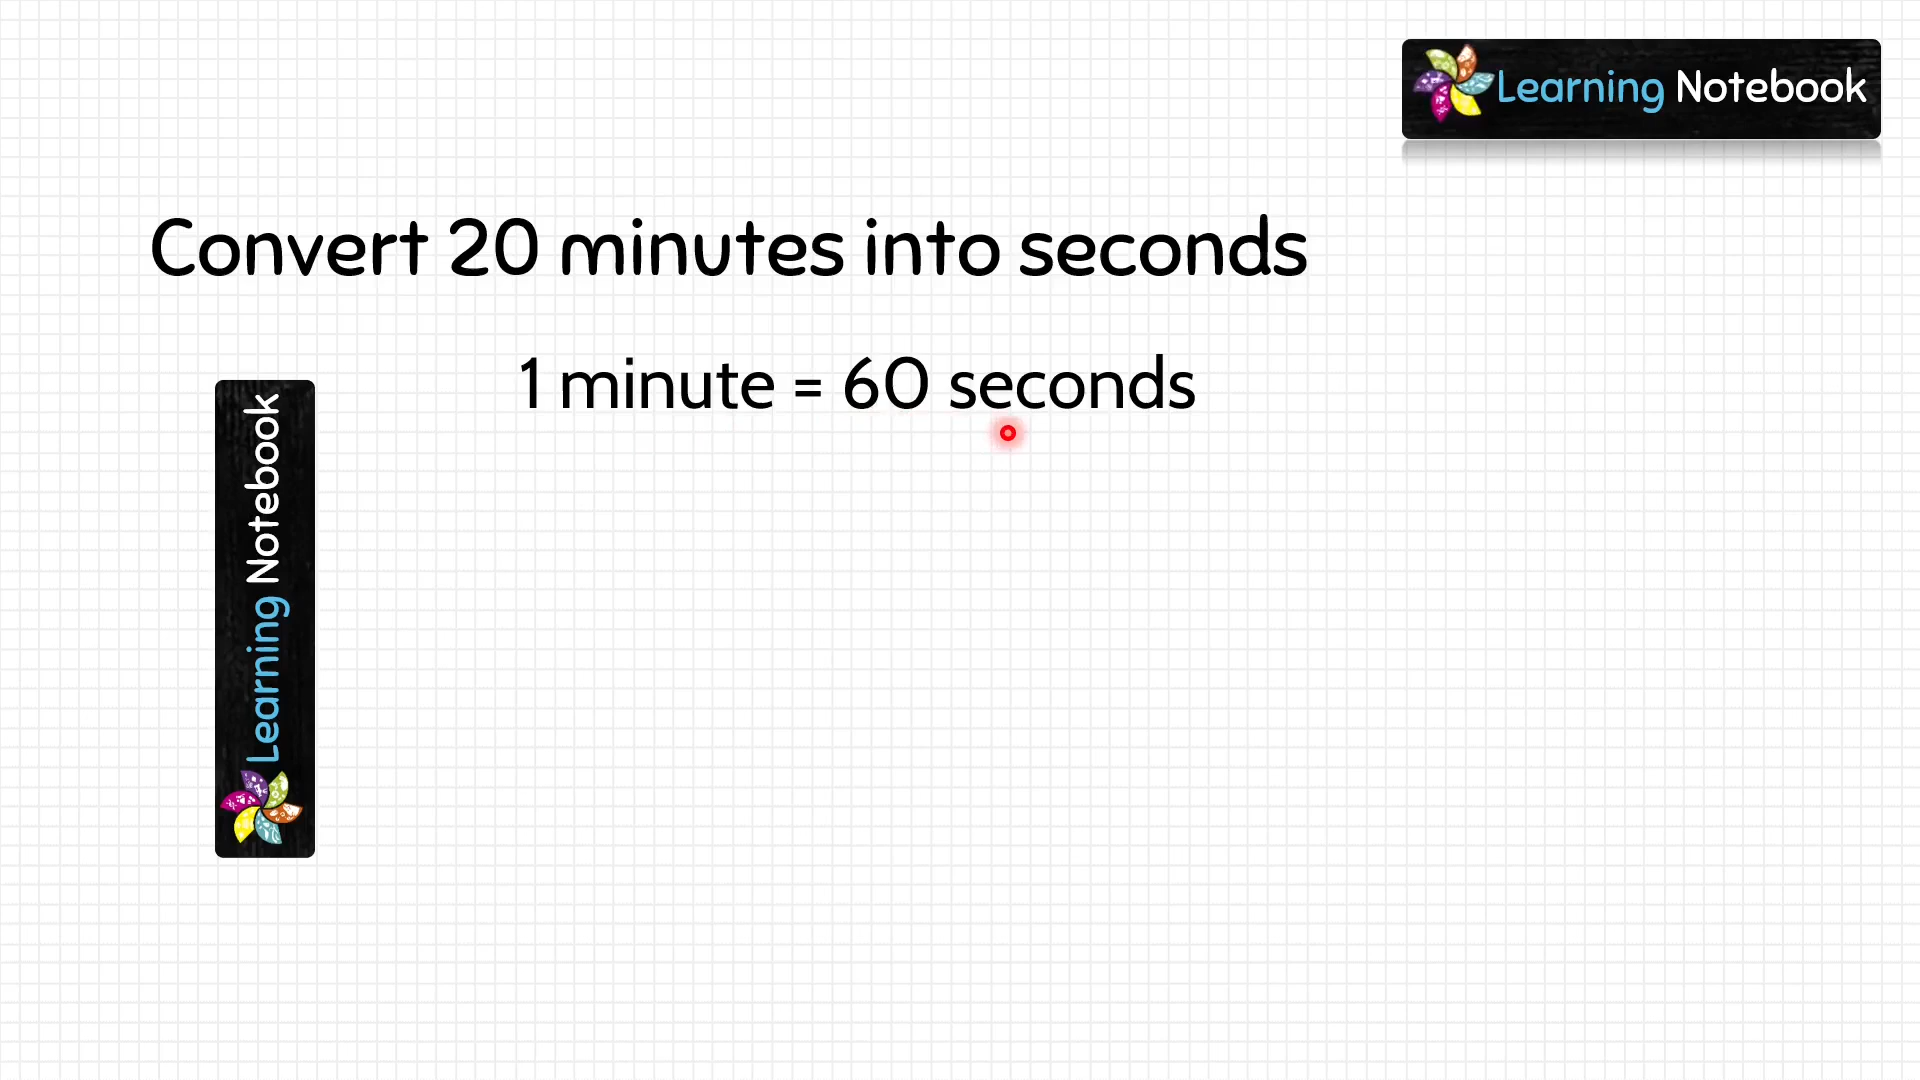 Learning Notebook
Convert 20 minutes into seconds
1 minute = 60 seconds
Learning Notebook